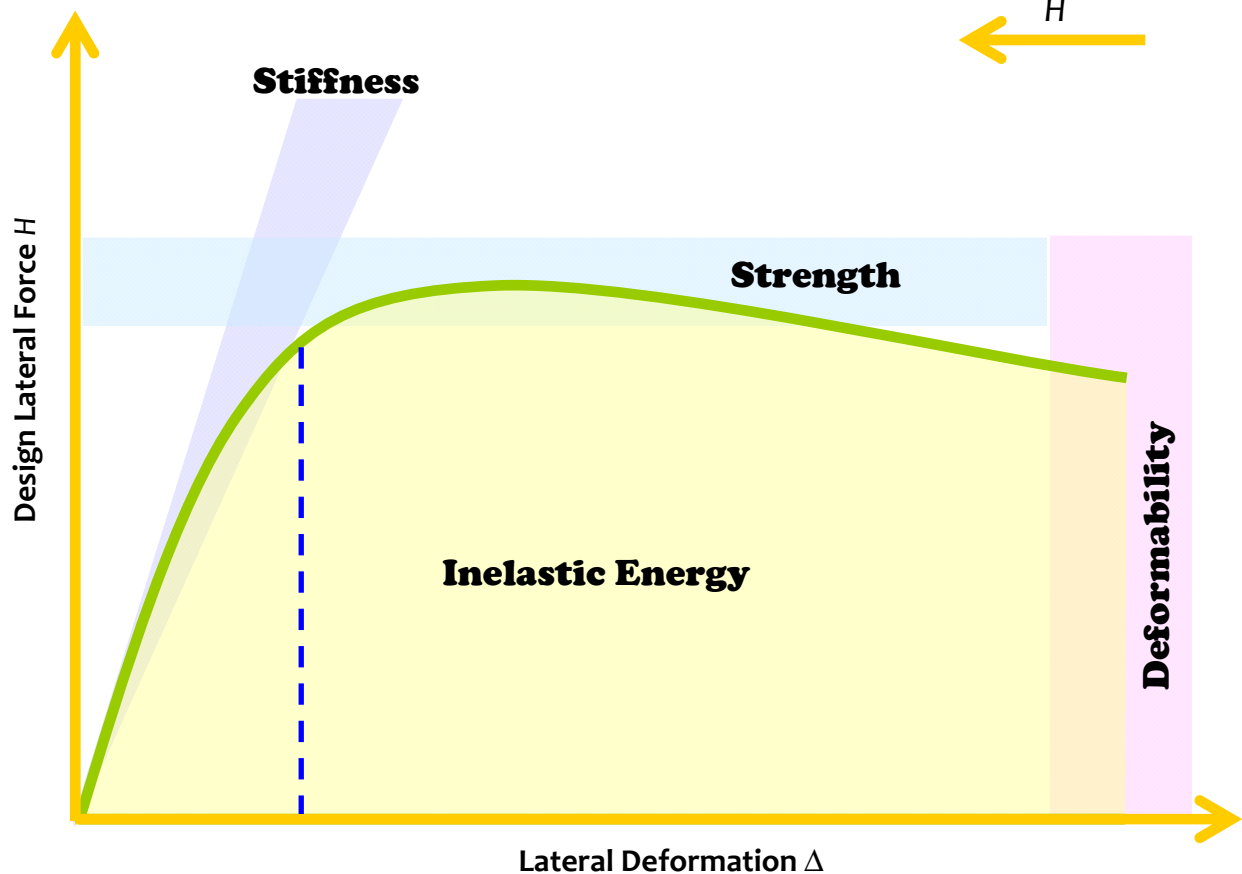 H
Stiffness
Design Lateral Force H
Strength
Inelastic Energy
Deformability
Lateral Deformation Δ